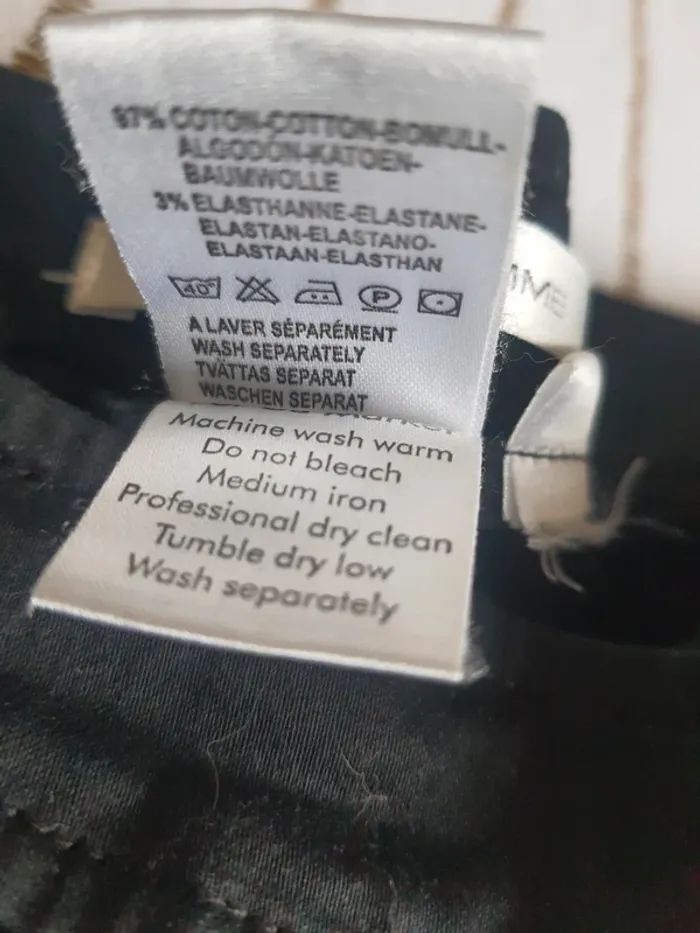 97% COTON-COTTON-BOMULL-
ALGODON-KATOEN-
BAUMWOLLE
3% ELASTHANNE-ELASTANE-
ELASTAN-ELASTANO-
ELASTAAN-ELASTHAN
40° P
A LAVER SÉPARÉMENT
WASH SEPARATELY
TVÄTTAS SEPARAT
WASCHEN SEPARAT
Machine wash warm
Do not bleach
Medium iron
Professional dry clean
Tumble dry low
Wash separately